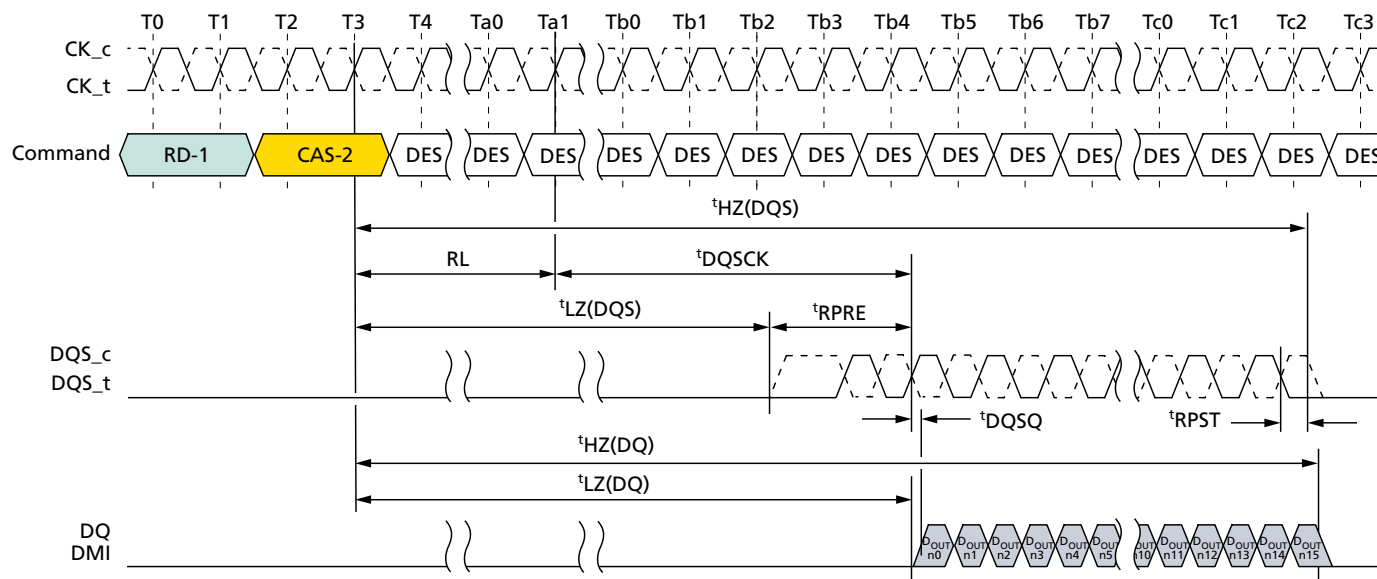 T0 T1 T2 T3 T4 Ta0 Ta1 Tb0 Tb1 Tb2 Tb3 Tb4 Tb5 Tb6 Tb7 Tc0 Tc1 Tc2 Tc3
CK_c
CK_t
Command RD-1 CAS-2 DES DES DES DES DES DES DES DES DES DES DES DES DES DES DES
tHZ(DQS)
RL tDQSCK
tLZ(DQS) tRPRE
DQS_c
DQS_t
tDQSQ tRPST
tHZ(DQ)
tLZ(DQ)
DQ
DMI
DOUT DOUT DOUT DOUT DOUT DOUT DOUT DOUT DOUT DOUT DOUT DOUT
n0 n1 n2 n3 n4 n5 n10 n11 n12 n13 n14 n15